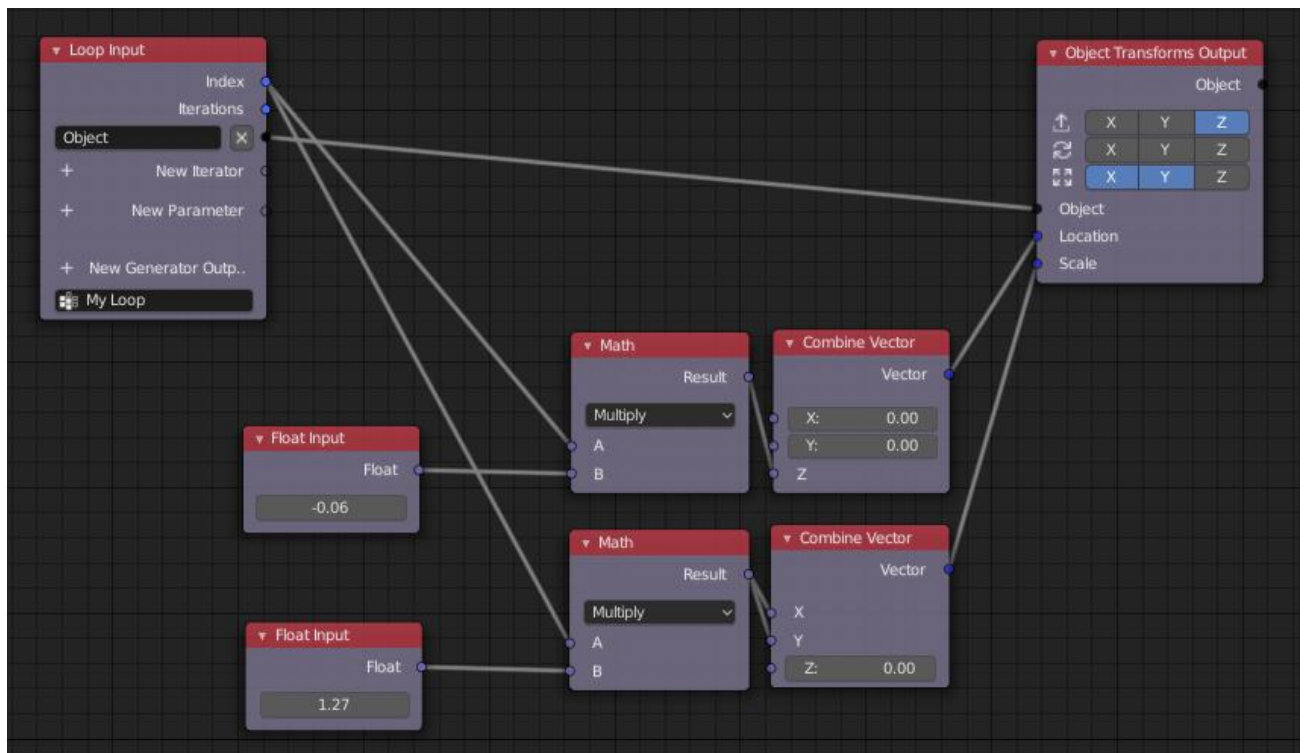 Loop Input
Index
Iterations
Object
New Iterator
New Parameter
New Generator Outp..
My Loop
Object Transforms Output
Object
X Y Z
X Y Z
X Y Z
Object
Location
Scale
Math
Result
Multiply
A
B
Combine Vector
Vector
X: 0.00
Y: 0.00
Z
Float Input
Float
-0.06
Math
Result
Multiply
A
B
Combine Vector
Vector
X
Y
Z: 0.00
Float Input
Float
1.27